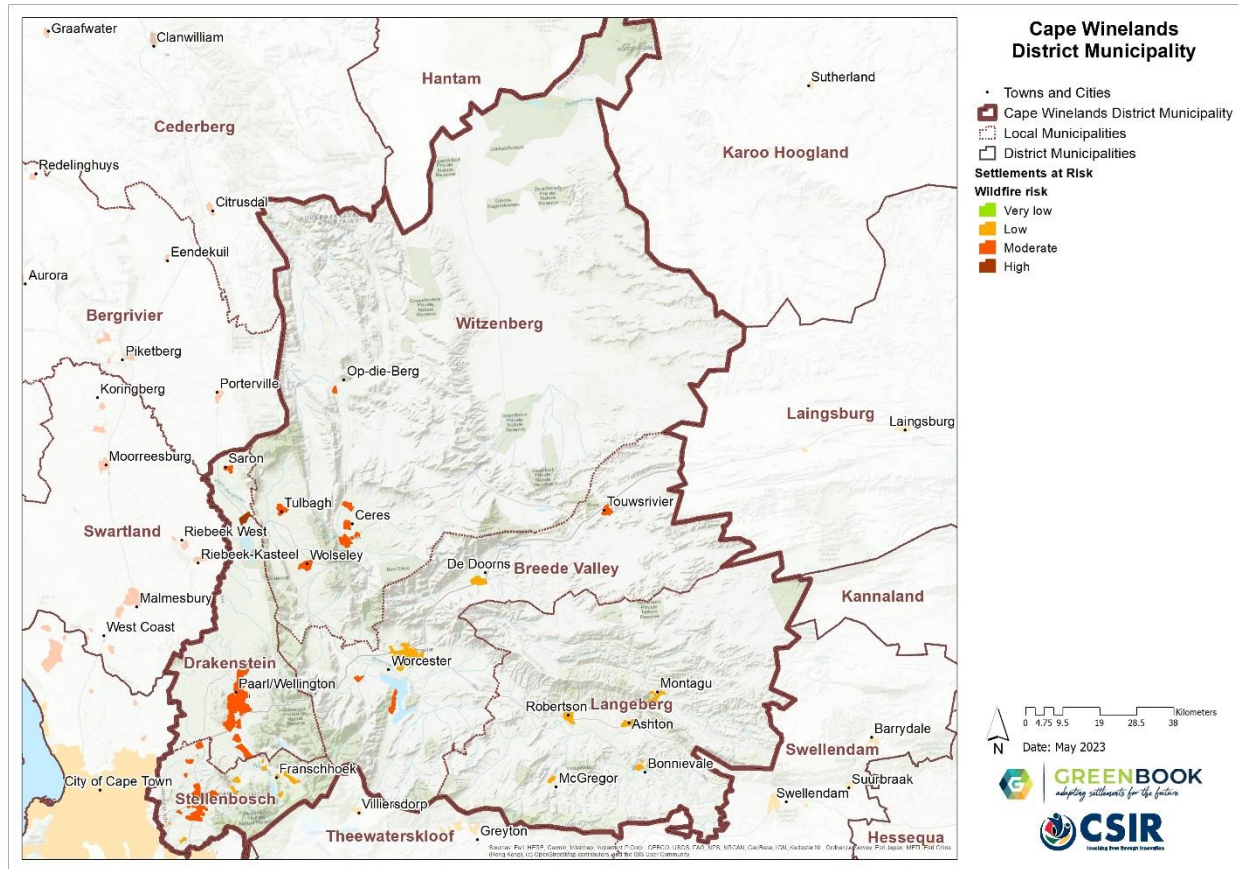 Cape Winelands
District Municipality
Towns and Cities
Cape Winelands District Municipality
Local Municipalities
District Municipalities
Settlements at Risk
Wildfire risk
Very low
Low
Moderate
High
Graafwater
Clanwilliam
Hantam
Sutherland
Cederberg
Karoo Hoogland
Redelinghuys
Citrusdal
Eendekuil
Aurora
Bergrivier
Witzenberg
Piketberg
Op-die-Berg
Koringberg
Porterville
Laingsburg
Laingsburg
Moorreesburg
Saron
Tulbagh
Ceres
Touwsrivier
Swartland
Riebeek West
Riebeek-Kasteel
Wolseley
De Doorns
Breede Valley
Kannaland
Malmesbury
West Coast
Drakenstein
Worcester
Paarl/Wellington
Montagu
Robertson
Langeberg
Ashton
Barrydale
Swellendam
City of Cape Town
Franschhoek
McGregor
Bonnievale
Suurbraak
Stellenbosch
Villiersdorp
Swellendam
Theewaterskloof
Greyton
Hessequa
Kilometers
0 4.75 9.5 19 28.5 38
N
Date: May 2023
GREENBOOK
adapting settlements for the future
CSIR
Touching lives through innovation